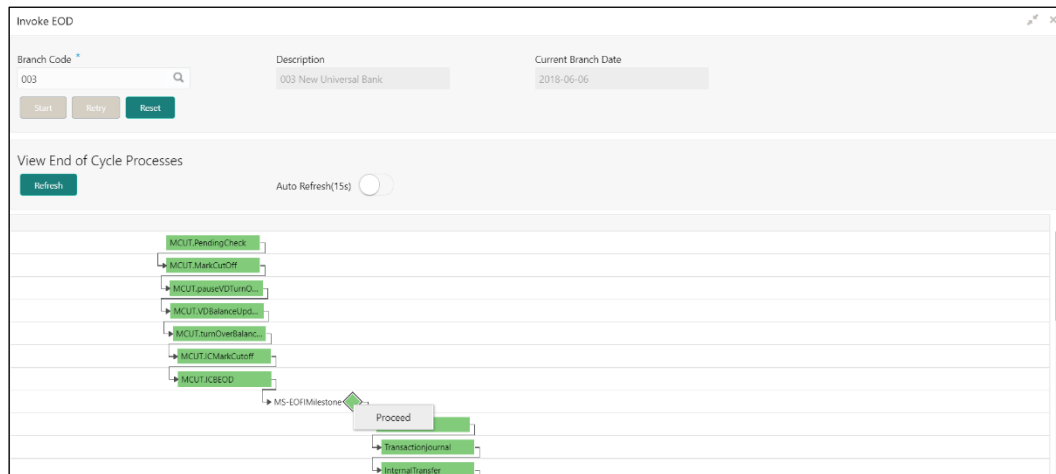 Invoke EOD
Branch Code *
Description
Current Branch Date
003
003 New Universal Bank
2018-06-06
Start
Retry
Reset
View End of Cycle Processes
Refresh
Auto Refresh(15s)
MCUT.PendingCheck
MCUT.MarkCutOff
MCUT.pauseVDTurnO...
MCUT.VDBalanceUpd...
MCUT.turnOverBalanc...
MCUT.ICMarkCutoff
MCUT.ICBEOD
MS-EOFIMilestone
Proceed
Transactionjournal
InternalTransfer